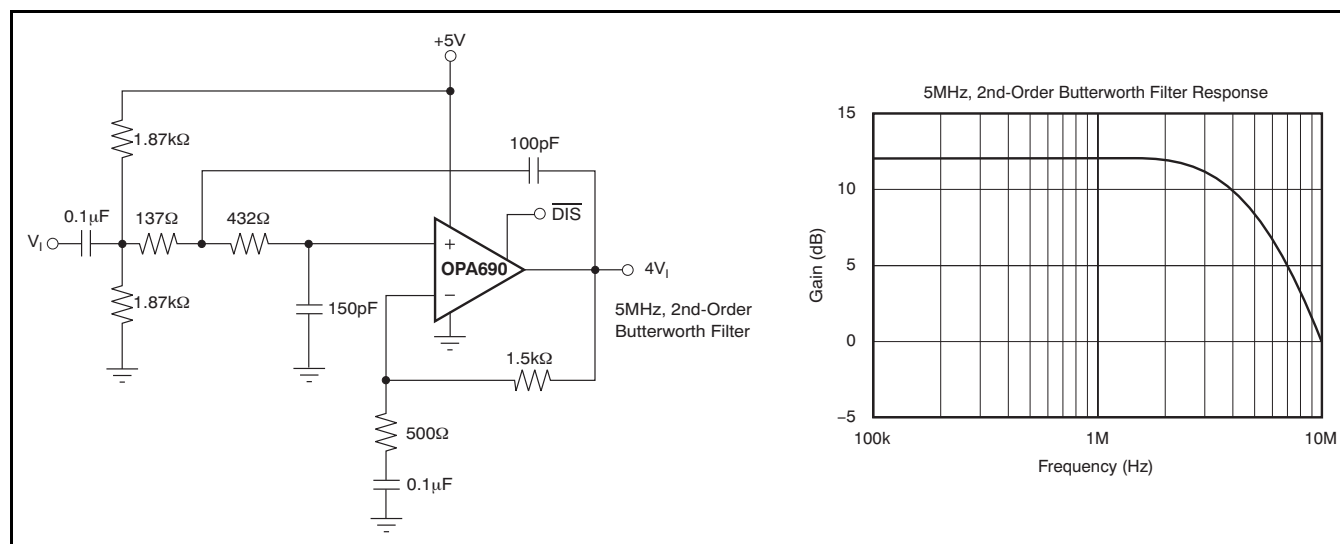 +5V
1.87kΩ
100pF
0.1μF
137Ω
432Ω
DIS
V_I
+
OPA690
−
4V_I
1.87kΩ
150pF
5MHz, 2nd-Order
Butterworth Filter
1.5kΩ
500Ω
0.1μF
5MHz, 2nd-Order Butterworth Filter Response
15
10
5
0
−5
Gain (dB)
100k
1M
10M
Frequency (Hz)